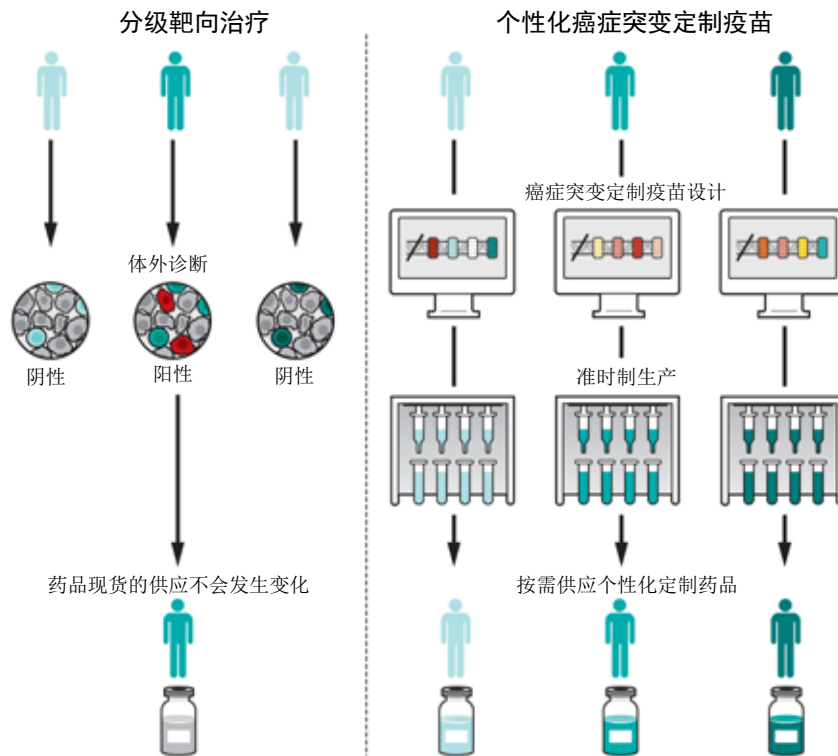 分级靶向治疗
体外诊断
阴性
阳性
阴性
药品现货的供应不会发生变化
个性化癌症突变定制疫苗
癌症突变定制疫苗设计
准时制生产
按需供应个性化定制药品